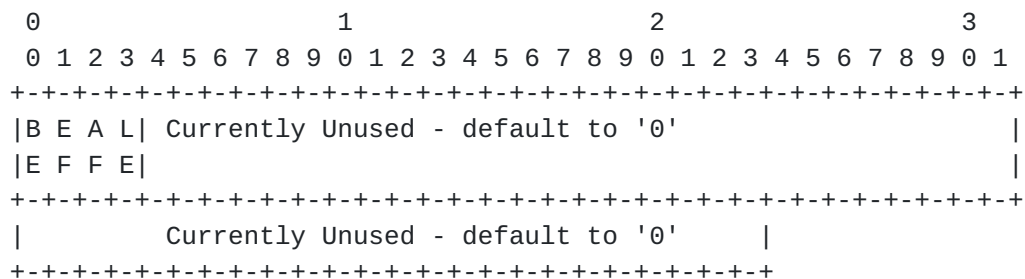 0                   1                   2                   3
 0 1 2 3 4 5 6 7 8 9 0 1 2 3 4 5 6 7 8 9 0 1 2 3 4 5 6 7 8 9 0 1
+-+-+-+-+-+-+-+-+-+-+-+-+-+-+-+-+-+-+-+-+-+-+-+-+-+-+-+-+-+-+-+-+
|B E A L| Currently Unused - default to '0'                     |
|E F F E|                                                       |
+-+-+-+-+-+-+-+-+-+-+-+-+-+-+-+-+-+-+-+-+-+-+-+-+-+-+-+-+-+-+-+-+
|         Currently Unused - default to '0'     |
+-+-+-+-+-+-+-+-+-+-+-+-+-+-+-+-+-+-+-+-+-+-+-+-+